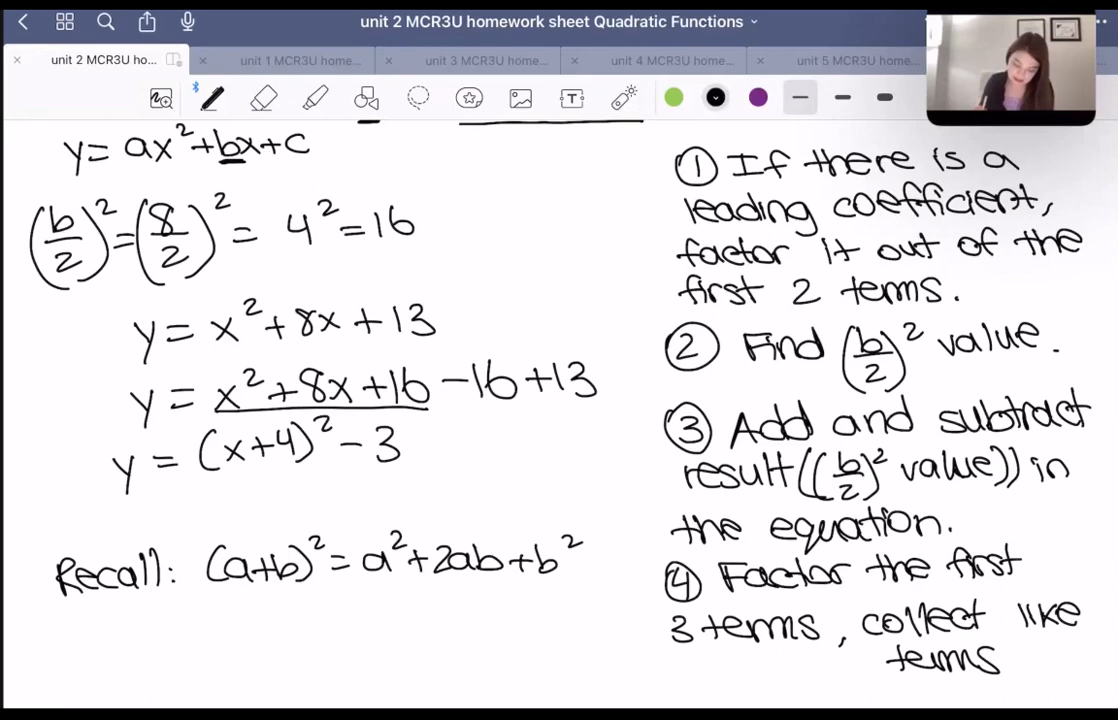 unit 2 MCR3U homework sheet Quadratic Functions
unit 2 MCR3U ho...
unit 1 MCR3U home...
unit 3 MCR3U home...
unit 4 MCR3U home...
unit 5 MCR3U home...
y = ax²+bx+c
(b/2)² = (8/2)² = 4² = 16
y = x² + 8x + 13
y = x² + 8x + 16 - 16 + 13
y = (x+4)² - 3
Recall: (a+b)² = a² + 2ab + b²
① If there is a
leading coefficient,
factor it out of the
first 2 terms.
② Find (b/2)² value.
③ Add and subtract
result((b/2)² value)) in
the equation.
④ Factor the first
3 terms, collect like
terms